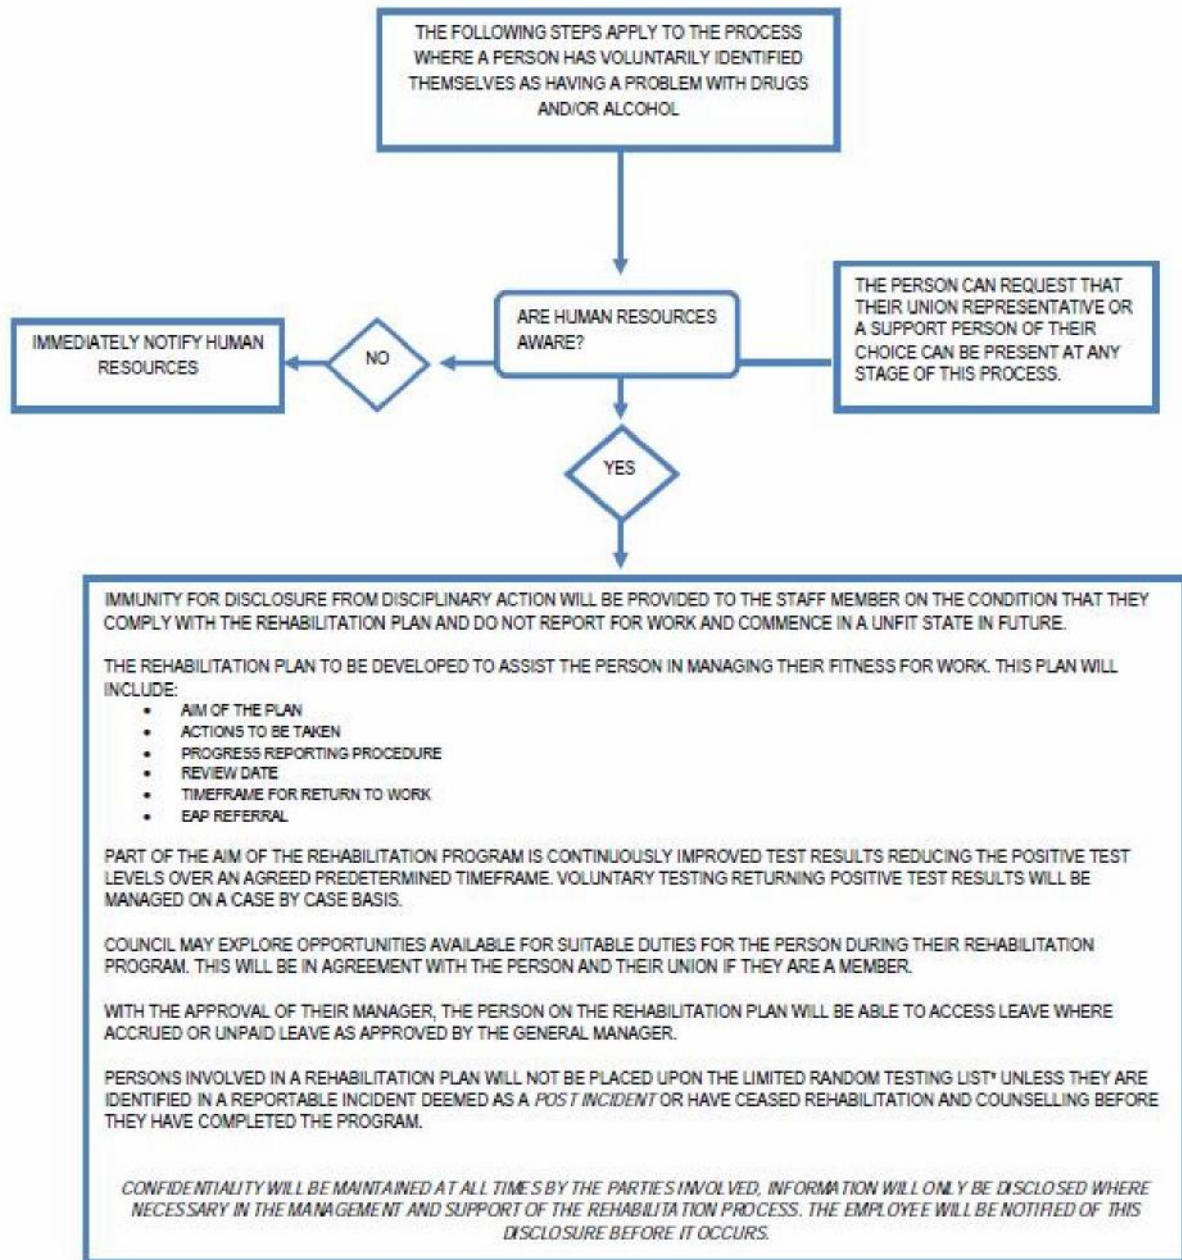 THE FOLLOWING STEPS APPLY TO THE PROCESS
WHERE A PERSON HAS VOLUNTARILY IDENTIFIED
THEMSELVES AS HAVING A PROBLEM WITH DRUGS
AND/OR ALCOHOL
ARE HUMAN RESOURCES
AWARE?
THE PERSON CAN REQUEST THAT
THEIR UNION REPRESENTATIVE OR
A SUPPORT PERSON OF THEIR
CHOICE CAN BE PRESENT AT ANY
STAGE OF THIS PROCESS.
NO
IMMEDIATELY NOTIFY HUMAN
RESOURCES
YES
IMMUNITY FOR DISCLOSURE FROM DISCIPLINARY ACTION WILL BE PROVIDED TO THE STAFF MEMBER ON THE CONDITION THAT THEY
COMPLY WITH THE REHABILITATION PLAN AND DO NOT REPORT FOR WORK AND COMMENCE IN A UNFIT STATE IN FUTURE.
THE REHABILITATION PLAN TO BE DEVELOPED TO ASSIST THE PERSON IN MANAGING THEIR FITNESS FOR WORK. THIS PLAN WILL
INCLUDE:
• AIM OF THE PLAN
• ACTIONS TO BE TAKEN
• PROGRESS REPORTING PROCEDURE
• REVIEW DATE
• TIMEFRAME FOR RETURN TO WORK
• EAP REFERRAL
PART OF THE AIM OF THE REHABILITATION PROGRAM IS CONTINUOUSLY IMPROVED TEST RESULTS REDUCING THE POSITIVE TEST
LEVELS OVER AN AGREED PREDETERMINED TIMEFRAME. VOLUNTARY TESTING RETURNING POSITIVE TEST RESULTS WILL BE
MANAGED ON A CASE BY CASE BASIS.
COUNCIL MAY EXPLORE OPPORTUNITIES AVAILABLE FOR SUITABLE DUTIES FOR THE PERSON DURING THEIR REHABILITATION
PROGRAM. THIS WILL BE IN AGREEMENT WITH THE PERSON AND THEIR UNION IF THEY ARE A MEMBER.
WITH THE APPROVAL OF THEIR MANAGER, THE PERSON ON THE REHABILITATION PLAN WILL BE ABLE TO ACCESS LEAVE WHERE
ACCRUED OR UNPAID LEAVE AS APPROVED BY THE GENERAL MANAGER.
PERSONS INVOLVED IN A REHABILITATION PLAN WILL NOT BE PLACED UPON THE LIMITED RANDOM TESTING LIST* UNLESS THEY ARE
IDENTIFIED IN A REPORTABLE INCIDENT DEEMED AS A POST INCIDENT OR HAVE CEASED REHABILITATION AND COUNSELLING BEFORE
THEY HAVE COMPLETED THE PROGRAM.
CONFIDENTIALITY WILL BE MAINTAINED AT ALL TIMES BY THE PARTIES INVOLVED, INFORMATION WILL ONLY BE DISCLOSED WHERE
NECESSARY IN THE MANAGEMENT AND SUPPORT OF THE REHABILITATION PROCESS. THE EMPLOYEE WILL BE NOTIFIED OF THIS
DISCLOSURE BEFORE IT OCCURS.